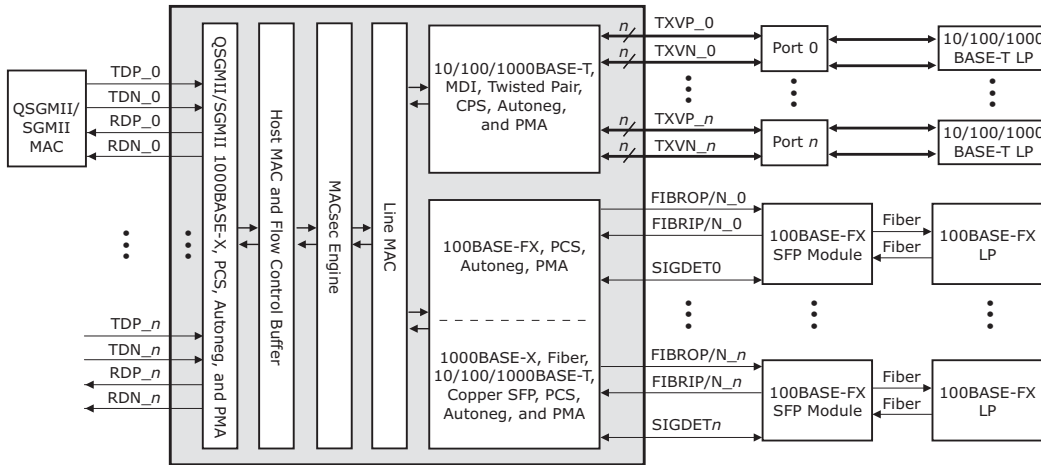 QSGMII/
SGMII
MAC
TDP_0
TDN_0
RDP_0
RDN_0
TDP_n
TDN_n
RDP_n
RDN_n
QSGMII/SGMII 1000BASE-X, PCS, Autoneg, and PMA
Host MAC and Flow Control Buffer
MACsec Engine
Line MAC
10/100/1000BASE-T,
MDI, Twisted Pair,
CPS, Autoneg,
and PMA
100BASE-FX, PCS,
Autoneg, PMA
1000BASE-X, Fiber,
10/100/1000BASE-T,
Copper SFP, PCS,
Autoneg, and PMA
n
TXVP_0
n
TXVN_0
n
TXVP_n
n
TXVN_n
Port 0
Port n
10/100/1000
BASE-T LP
10/100/1000
BASE-T LP
FIBROP/N_0
FIBRIP/N_0
SIGDET0
100BASE-FX
SFP Module
Fiber
Fiber
100BASE-FX
LP
FIBROP/N_n
FIBRIP/N_n
SIGDETn
100BASE-FX
SFP Module
Fiber
Fiber
100BASE-FX
LP